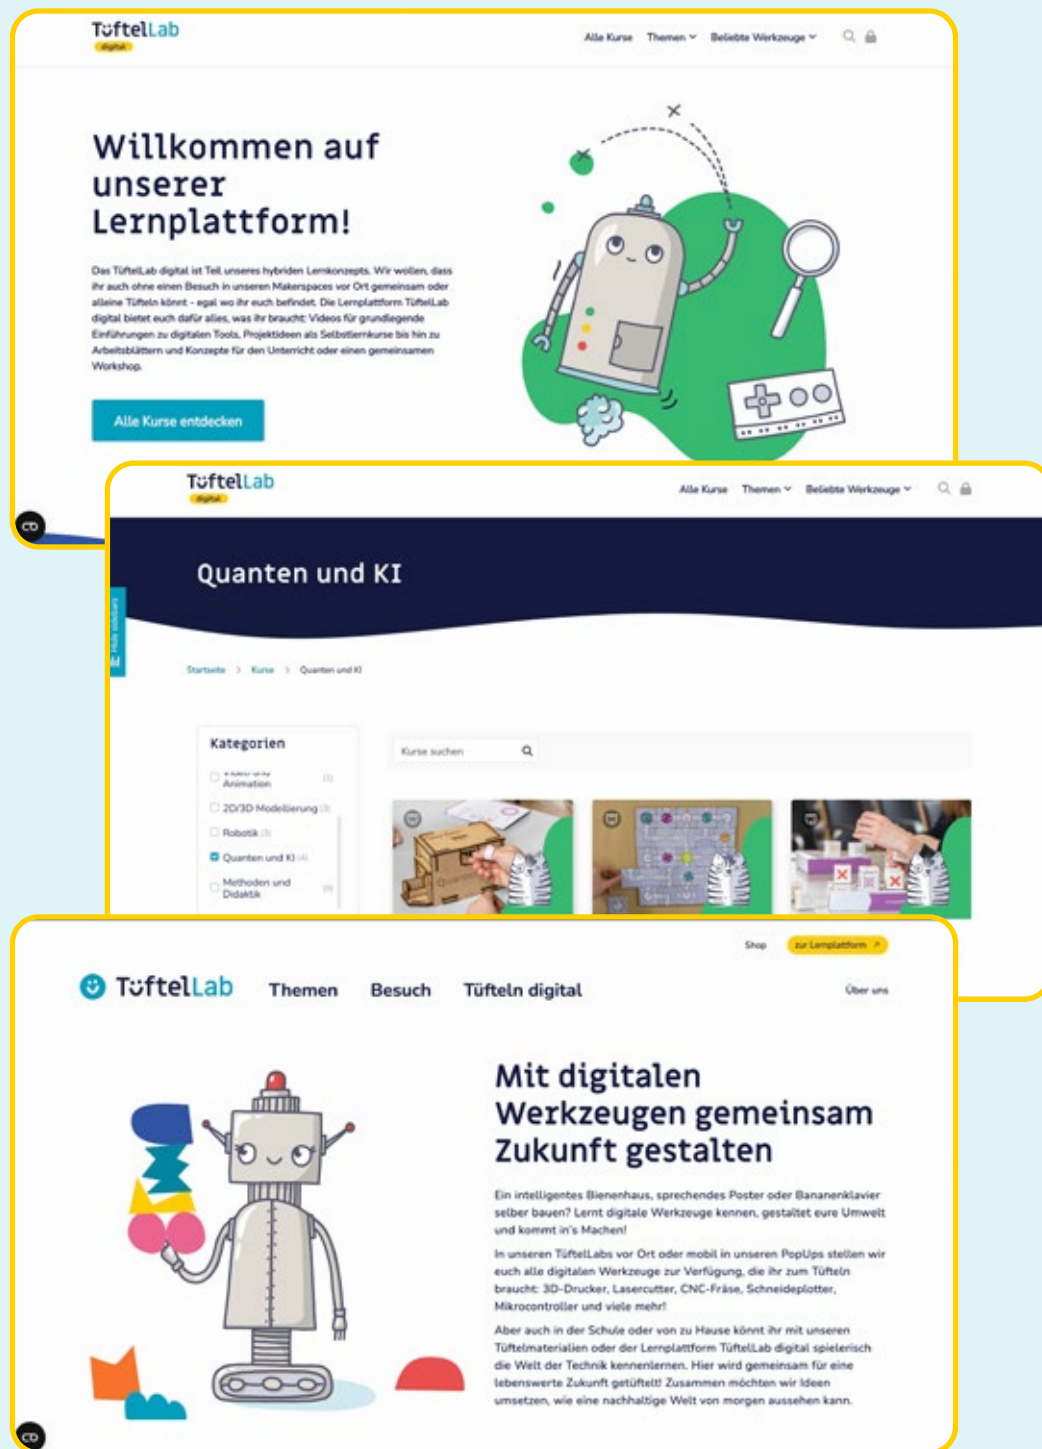 TüftelLab
digital
Alle Kurse Themen Beliebte Werkzeuge
Willkommen auf
unserer
Lernplattform!
Das TüftelLab digital ist Teil unseres hybriden Lernkonzepts. Wir wollen, dass
ihr auch ohne einen Besuch in unseren Makerspaces vor Ort gemeinsam oder
alleine Tüfteln könnt - egal wo ihr euch befindet. Die Lernplattform TüftelLab
digital bietet euch dafür alles, was ihr braucht: Videos für grundlegende
Einführungen zu digitalen Tools, Projektideen als Selbstlernkurse bis hin zu
Arbeitsblättern und Konzepte für den Unterricht oder einen gemeinsamen
Workshop.
Alle Kurse entdecken
TüftelLab
digital
Alle Kurse Themen Beliebte Werkzeuge
Quanten und KI
Hide sidebars
Startseite > Kurse > Quanten und KI
Kategorien
Kurse suchen
Video und
Animation
2D/3D Modellierung (3)
Robotik (3)
Quanten und KI (4)
Methoden und
Didaktik
Shop zur Lernplattform
TüftelLab Themen Besuch Tüfteln digital Über uns
Mit digitalen
Werkzeugen gemeinsam
Zukunft gestalten
Ein intelligentes Bienenhaus, sprechendes Poster oder Bananenklavier
selber bauen? Lernt digitale Werkzeuge kennen, gestaltet eure Umwelt
und kommt in's Machen!
In unseren TüftelLabs vor Ort oder mobil in unseren PopUps stellen wir
euch alle digitalen Werkzeuge zur Verfügung, die ihr zum Tüfteln
braucht: 3D-Drucker, Lasercutter, CNC-Fräse, Schneideplotter,
Mikrocontroller und viele mehr!
Aber auch in der Schule oder von zu Hause könnt ihr mit unseren
Tüftelmaterialien oder der Lernplattform TüftelLab digital spielerisch
die Welt der Technik kennenlernen. Hier wird gemeinsam für eine
lebenswerte Zukunft getüftelt! Zusammen möchten wir Ideen
umsetzen, wie eine nachhaltige Welt von morgen aussehen kann.